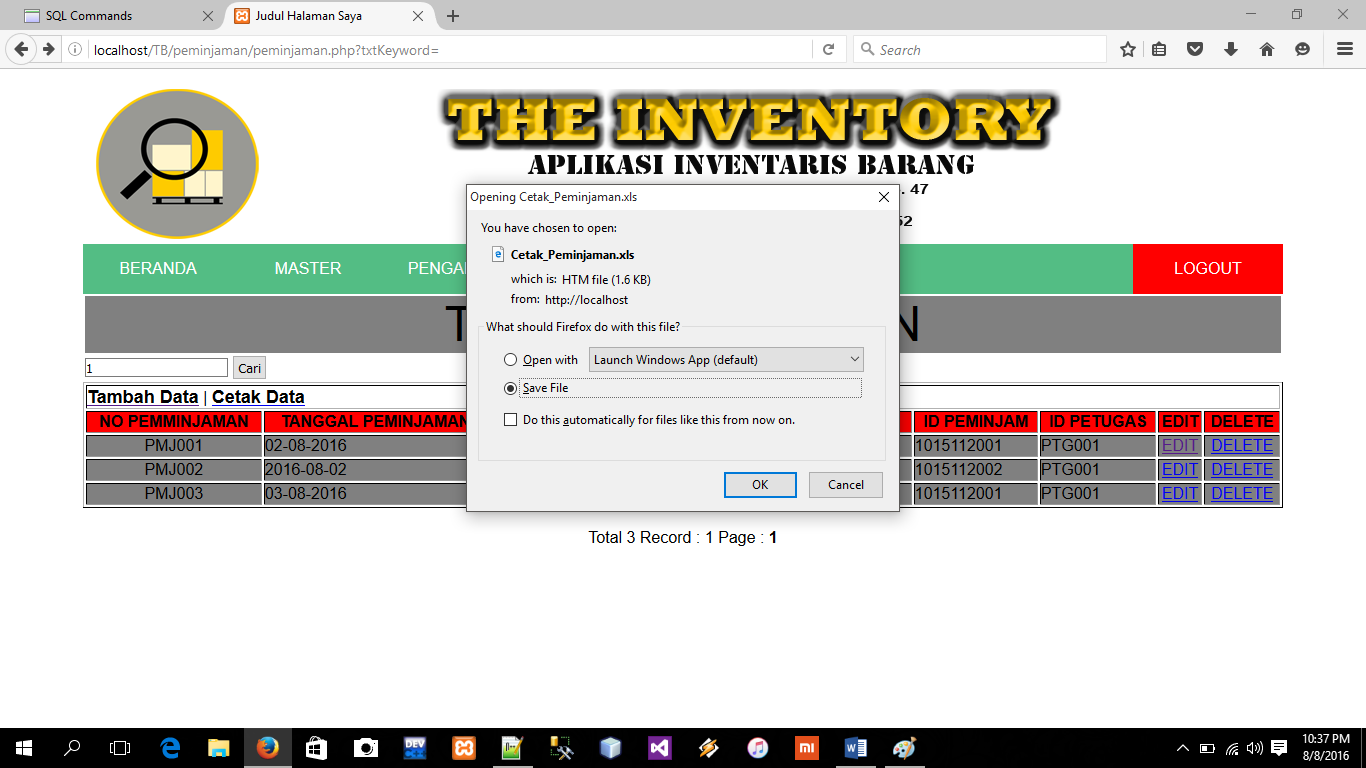 SQL Commands
Judul Halaman Saya
localhost/TB/peminjaman/peminjaman.php?txtKeyword=
Search
THE INVENTORY
APLIKASI INVENTARIS BARANG
. 47
52
BERANDA MASTER PENGA LOGOUT
T N
1 Cari
Tambah Data | Cetak Data
NO PEMMINJAMAN TANGGAL PEMINJAMAN ID PEMINJAM ID PETUGAS EDIT DELETE
PMJ001 02-08-2016 1015112001 PTG001 EDIT DELETE
PMJ002 2016-08-02 1015112002 PTG001 EDIT DELETE
PMJ003 03-08-2016 1015112001 PTG001 EDIT DELETE
Total 3 Record : 1 Page : 1
Opening Cetak_Peminjaman.xls
You have chosen to open:
Cetak_Peminjaman.xls
which is: HTM file (1.6 KB)
from: http://localhost
What should Firefox do with this file?
Open with Launch Windows App (default)
Save File
Do this automatically for files like this from now on.
OK Cancel
DEV
10:37 PM
8/8/2016